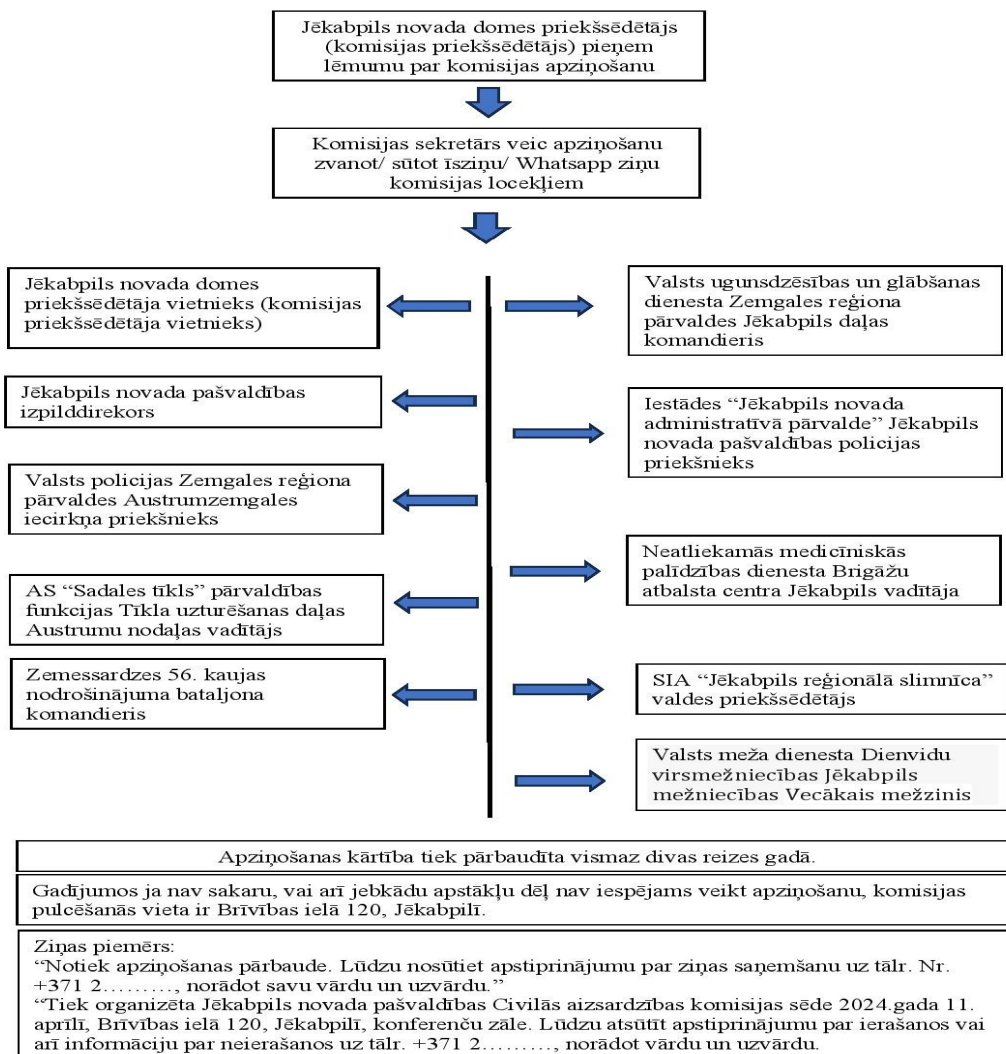 Jēkabpils novada domes priekšsēdētājs
(komisijas priekšsēdētājs) pieņem
lēmumu par komisijas apziņošanu
Komisijas sekretārs veic apziņošanu
zvanot/ sūtot īsziņu/ Whatsapp ziņu
komisijas locekļiem
Jēkabpils novada domes
priekšsēdētāja vietnieks (komisijas
priekšsēdētāja vietnieks)
Valsts ugunsdzēsības un glābšanas
dienesta Zemgales reģiona
pārvaldes Jēkabpils daļas
komandieris
Jēkabpils novada pašvaldības
izpilddirekors
Iestādes “Jēkabpils novada
administratīvā pārvalde” Jēkabpils
novada pašvaldības policijas
priekšnieks
Valsts policijas Zemgales reģiona
pārvaldes Austrumzemgales
iecirkņa priekšnieks
Neatliekamās medicīniskās
palīdzības dienesta Brigāžu
atbalsta centra Jēkabpils vadītāja
AS “Sadales tīkls” pārvaldības
funkcijas Tīkla uzturēšanas daļas
Austrumu nodaļas vadītājs
Zemessardzes 56. kaujas
nodrošinājuma bataljona
komandieris
SIA “Jēkabpils reģionālā slimnīca”
valdes priekšsēdētājs
Valsts meža dienesta Dienvidu
virsmežniecības Jēkabpils
mežniecības Vecākais mežzinis
Apziņošanas kārtība tiek pārbaudīta vismaz divas reizes gadā.
Gadījumos ja nav sakaru, vai arī jebkādu apstākļu dēļ nav iespējams veikt apziņošanu, komisijas
pulcēšanās vieta ir Brīvības ielā 120, Jēkabpilī.
Ziņas piemērs:
“Notiek apziņošanas pārbaude. Lūdzu nosūtiet apstiprinājumu par ziņas saņemšanu uz tālr. Nr.
+371 2………, norādot savu vārdu un uzvārdu.”
“Tiek organizēta Jēkabpils novada pašvaldības Civilās aizsardzības komisijas sēde 2024.gada 11.
aprīlī, Brīvības ielā 120, Jēkabpilī, konferenču zāle. Lūdzu atsūtīt apstiprinājumu par ierašanos vai
arī informāciju par neierašanos uz tālr. +371 2………, norādot vārdu un uzvārdu.